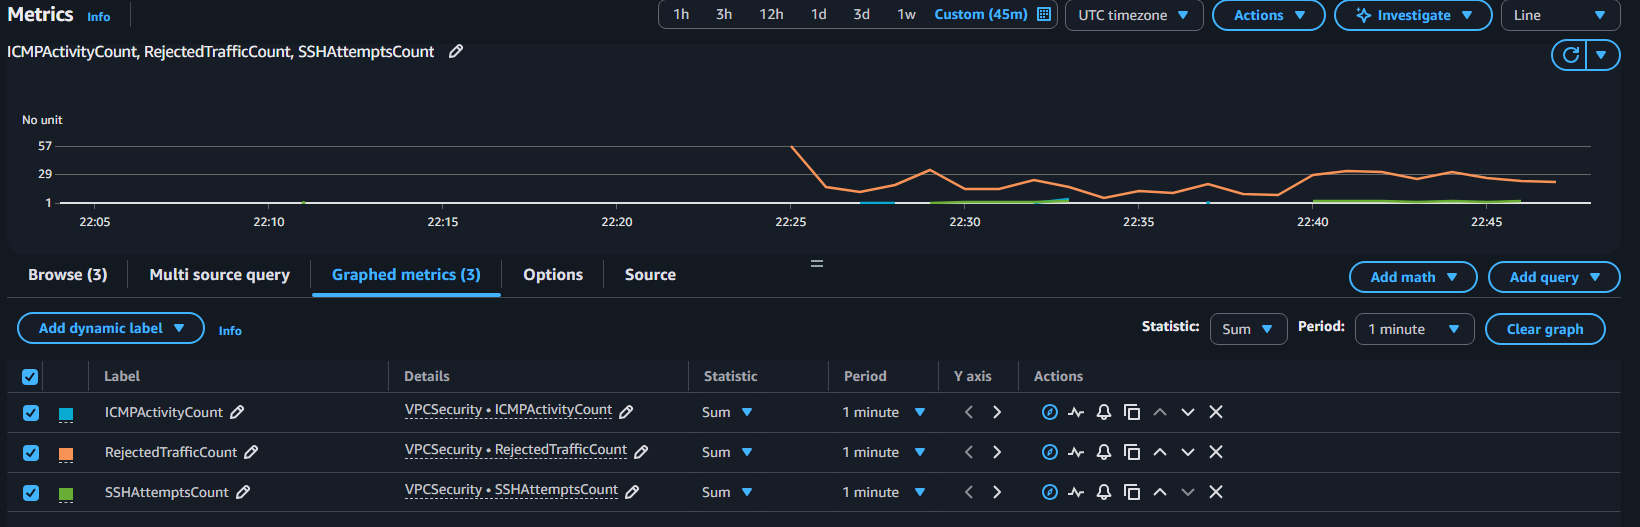 Metrics Info 1h 3h 12h 1d 3d 1w Custom (45m) UTC timezone Actions Investigate Line
ICMPActivityCount, RejectedTrafficCount, SSHAttemptsCount
No unit
57
29
1
22:05 22:10 22:15 22:20 22:25 22:30 22:35 22:40 22:45
Browse (3) Multi source query Graphed metrics (3) Options Source Add math Add query
Add dynamic label Info Statistic: Sum Period: 1 minute Clear graph
Label Details Statistic Period Y axis Actions
ICMPActivityCount VPCSecurity • ICMPActivityCount Sum 1 minute
RejectedTrafficCount VPCSecurity • RejectedTrafficCount Sum 1 minute
SSHAttemptsCount VPCSecurity • SSHAttemptsCount Sum 1 minute